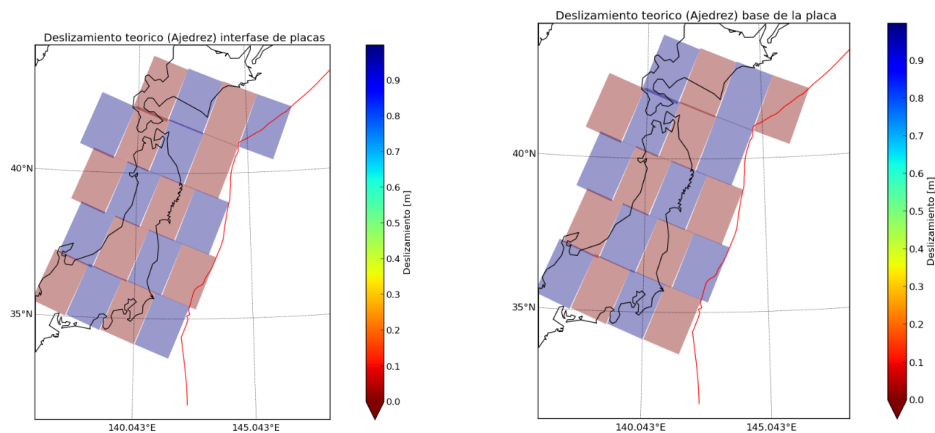 Deslizamiento teorico (Ajedrez) interfase de placas
40°N
35°N
140.043°E
145.043°E
0.9
0.8
0.7
0.6
0.5
0.4
0.3
0.2
0.1
0.0
Deslizamiento [m]
Deslizamiento teorico (Ajedrez) base de la placa
40°N
35°N
140.043°E
145.043°E
0.9
0.8
0.7
0.6
0.5
0.4
0.3
0.2
0.1
0.0
Deslizamiento [m]